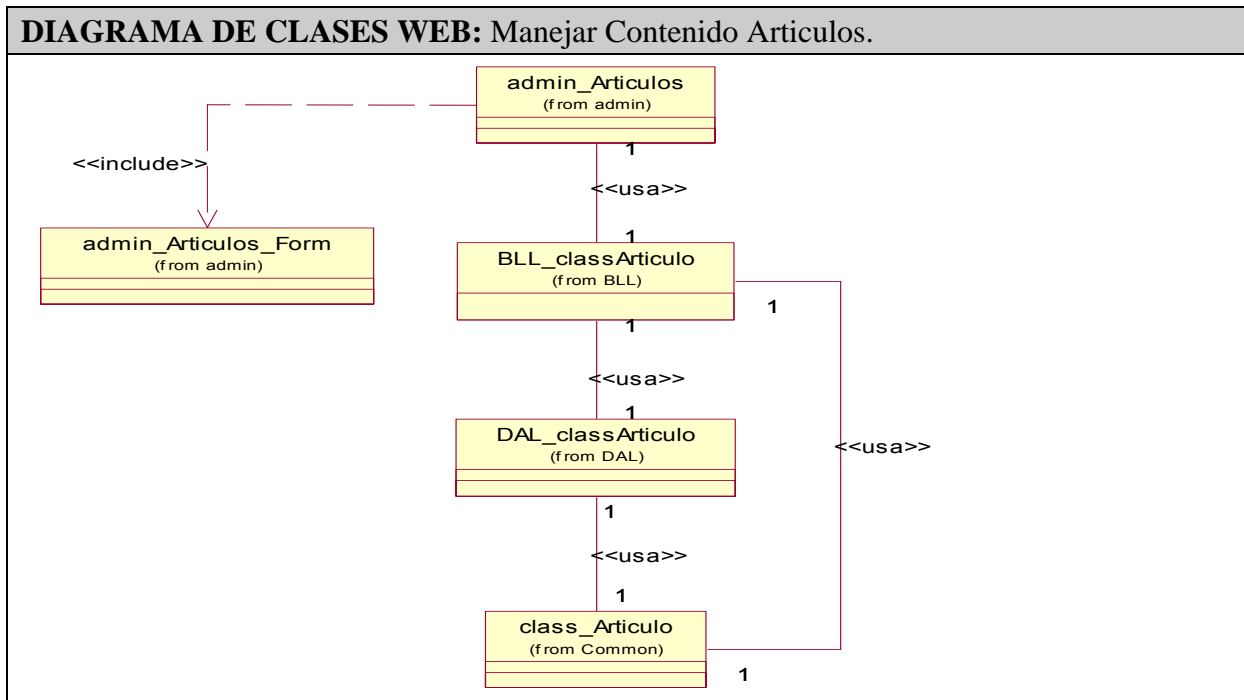 DIAGRAMA DE CLASES WEB: Manejar Contenido Articulos.
admin_Articulos
(from admin)
1
<<include>>
<<usa>>
admin_Articulos_Form
(from admin)
1
BLL_classArticulo
(from BLL)
1
1
<<usa>>
1
DAL_classArticulo
(from DAL)
<<usa>>
1
<<usa>>
1
class_Articulo
(from Common)
1